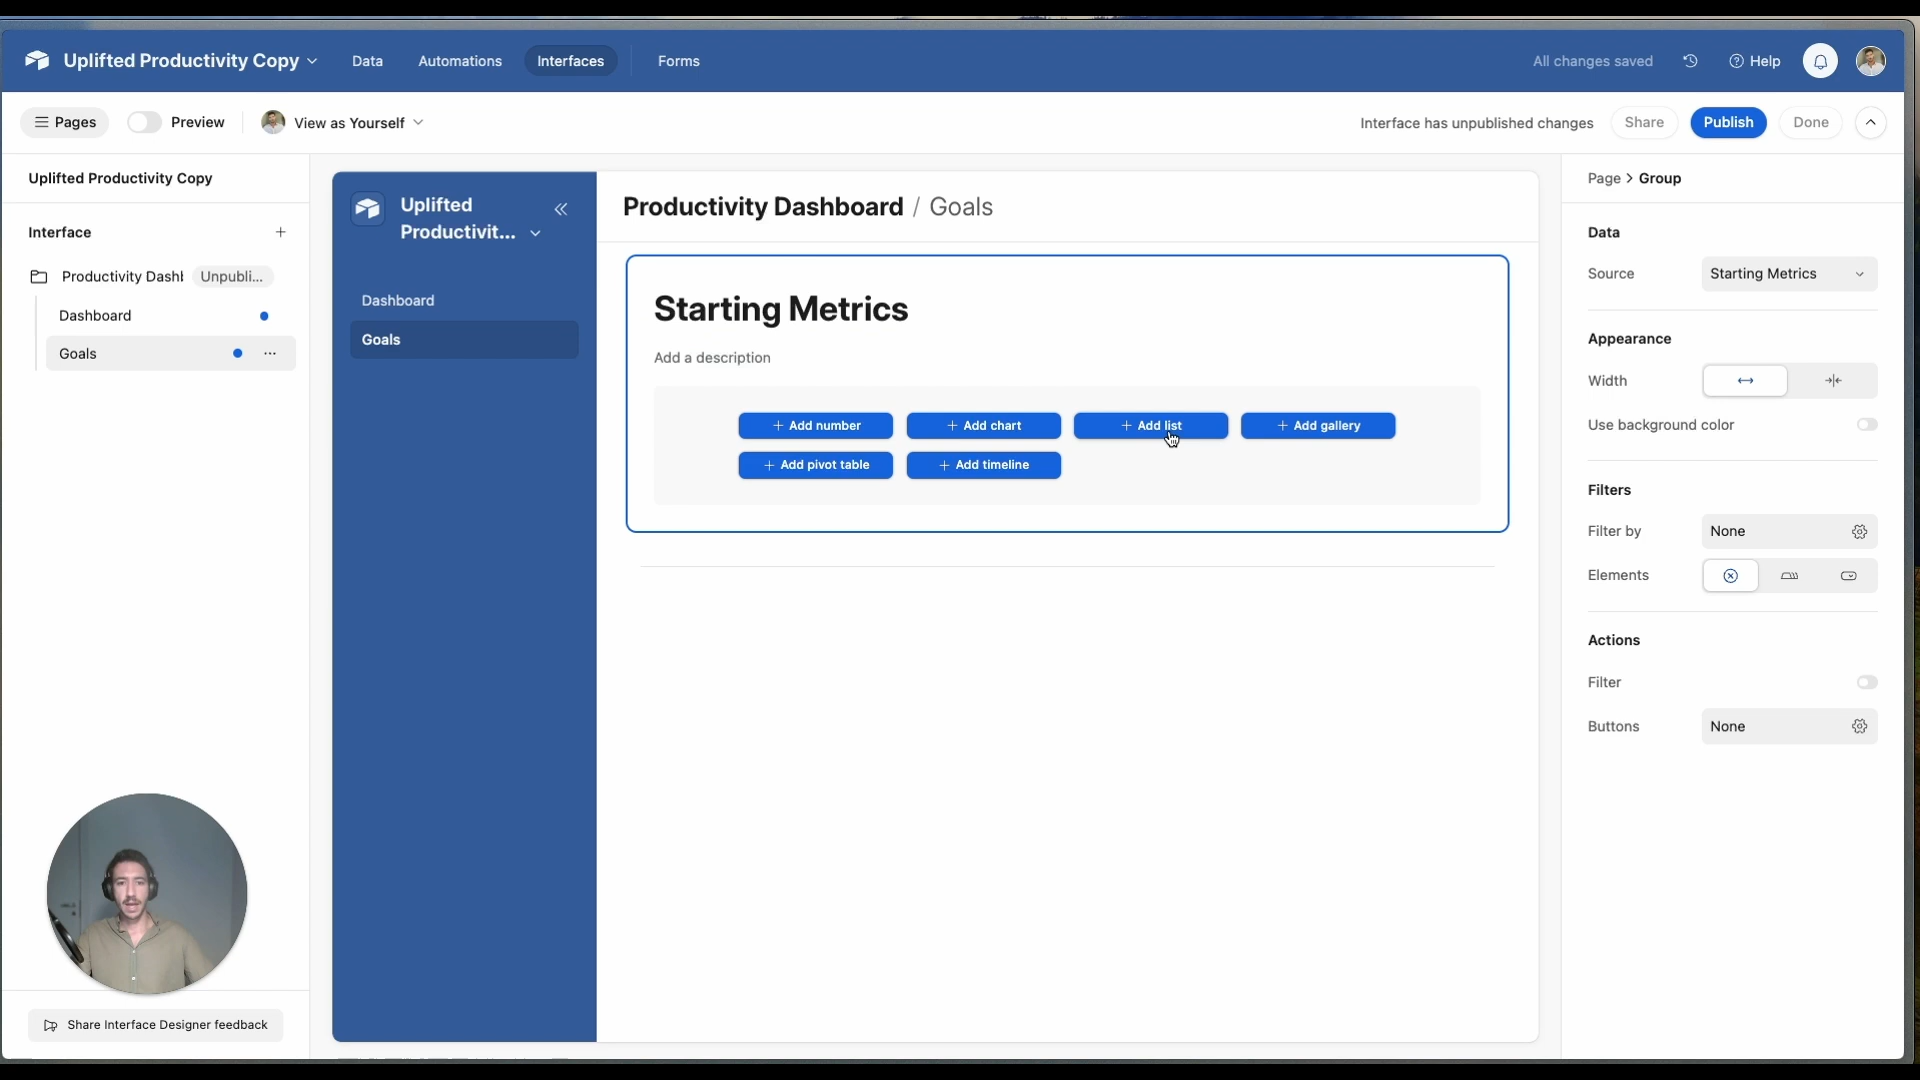 Uplifted Productivity Copy
Data
Automations
Interfaces
Forms
All changes saved
Help
Pages
Preview
View as Yourself
Interface has unpublished changes
Share
Publish
Done
Uplifted Productivity Copy
Interface
Productivity Dashl
Unpubli...
Dashboard
Goals
Share Interface Designer feedback
Uplifted
Productivit...
Dashboard
Goals
Productivity Dashboard / Goals
Starting Metrics
Add a description
+ Add number
+ Add chart
+ Add list
+ Add gallery
+ Add pivot table
+ Add timeline
Page > Group
Data
Source
Starting Metrics
Appearance
Width
Use background color
Filters
Filter by
None
Elements
Actions
Filter
Buttons
None